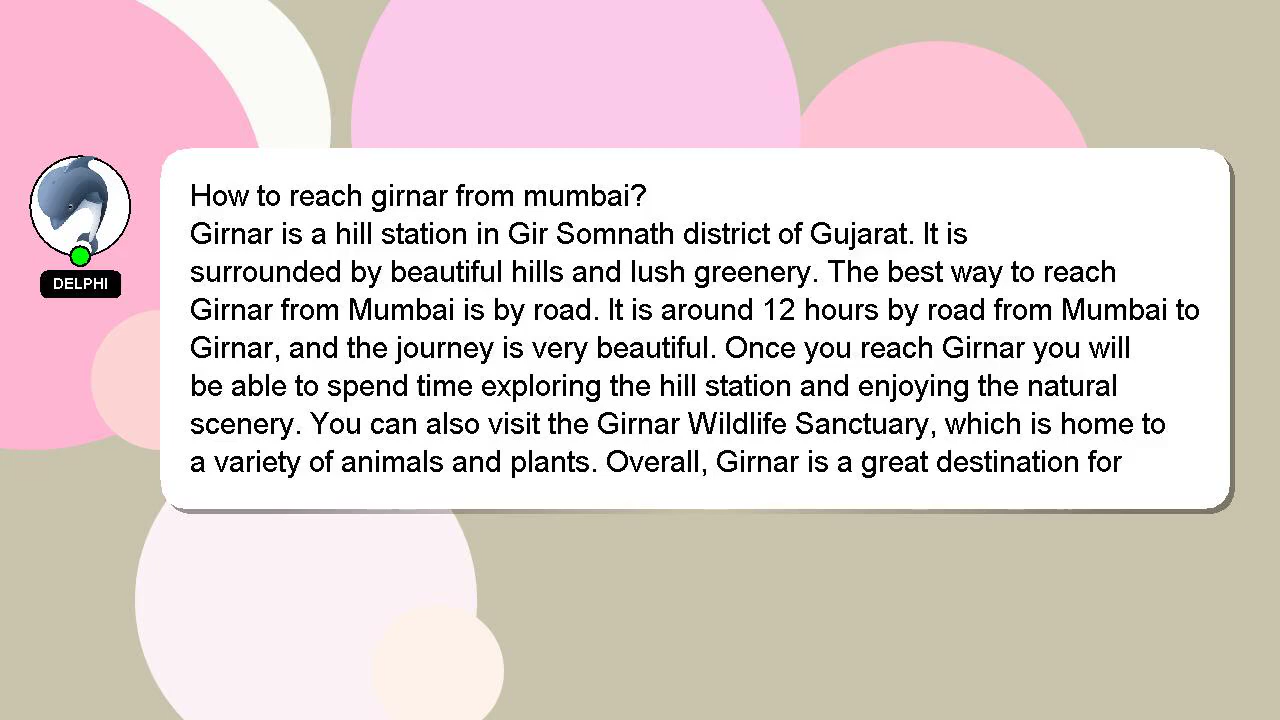 How to reach girnar from mumbai?
Girnar is a hill station in Gir Somnath district of Gujarat. It is
surrounded by beautiful hills and lush greenery. The best way to reach
Girnar from Mumbai is by road. It is around 12 hours by road from Mumbai to
Girnar, and the journey is very beautiful. Once you reach Girnar you will
be able to spend time exploring the hill station and enjoying the natural
scenery. You can also visit the Girnar Wildlife Sanctuary, which is home to
a variety of animals and plants. Overall, Girnar is a great destination for
DELPHI